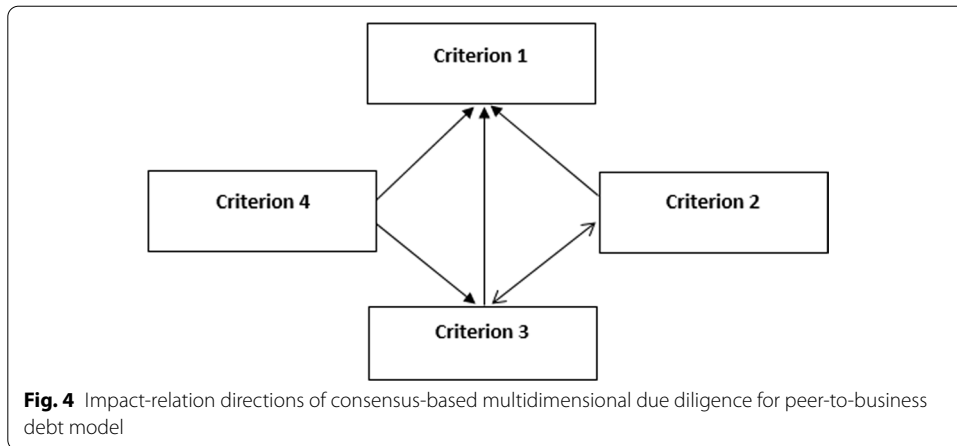 Criterion 1
Criterion 4
Criterion 2
Criterion 3
Fig. 4 Impact-relation directions of consensus-based multidimensional due diligence for peer-to-business
debt model